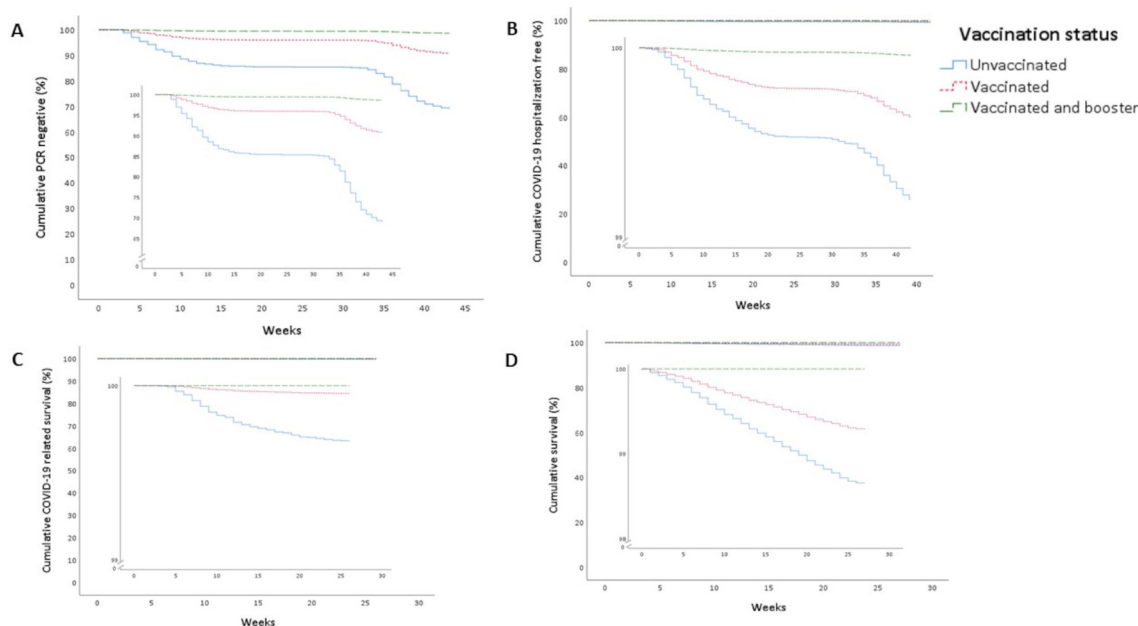 A
Cumulative PCR negative (%)
100
90
80
70
60
50
40
30
20
10
0
100
95
90
85
80
75
70
65
0
0 5 10 15 20 25 30 35 40 45
0 5 10 15 20 25 30 35 40 45
Weeks
B
Cumulative COVID-19 hospitalization free (%)
100
80
60
40
20
0
100
99
0
0 5 10 15 20 25 30 35 40
0 5 10 15 20 25 30 35 40
Weeks
Vaccination status
Unvaccinated
Vaccinated
Vaccinated and booster
C
Cumulative COVID-19 related survival (%)
100
90
80
70
60
50
40
30
20
10
0
100
99
0
0 5 10 15 20 25 30
0 5 10 15 20 25 30
Weeks
D
Cumulative survival (%)
100
80
60
40
20
0
100
99
99
0
0 5 10 15 20 25 30
0 5 10 15 20 25 30
Weeks